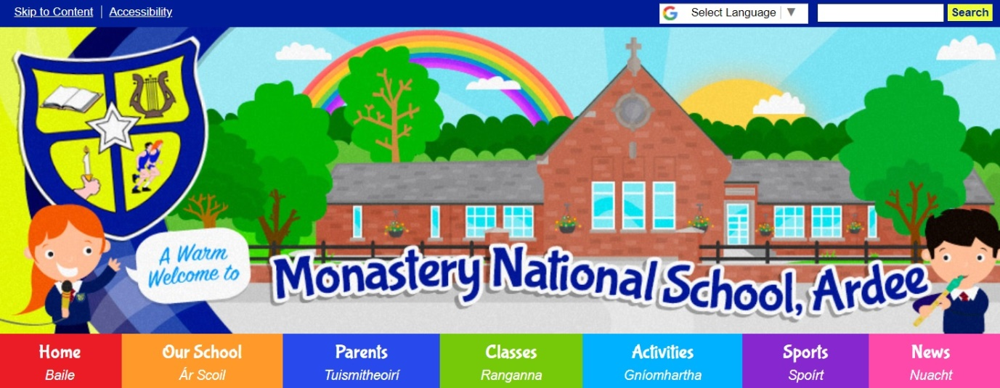 Skip to Content
Accessibility
Select Language
Search
A Warm
Welcome to
Monastery National School, Ardee
Home
Baile
Our School
Ár Scoil
Parents
Tuismitheoirí
Classes
Ranganna
Activities
Gníomhartha
Sports
Spoírt
News
Nuacht